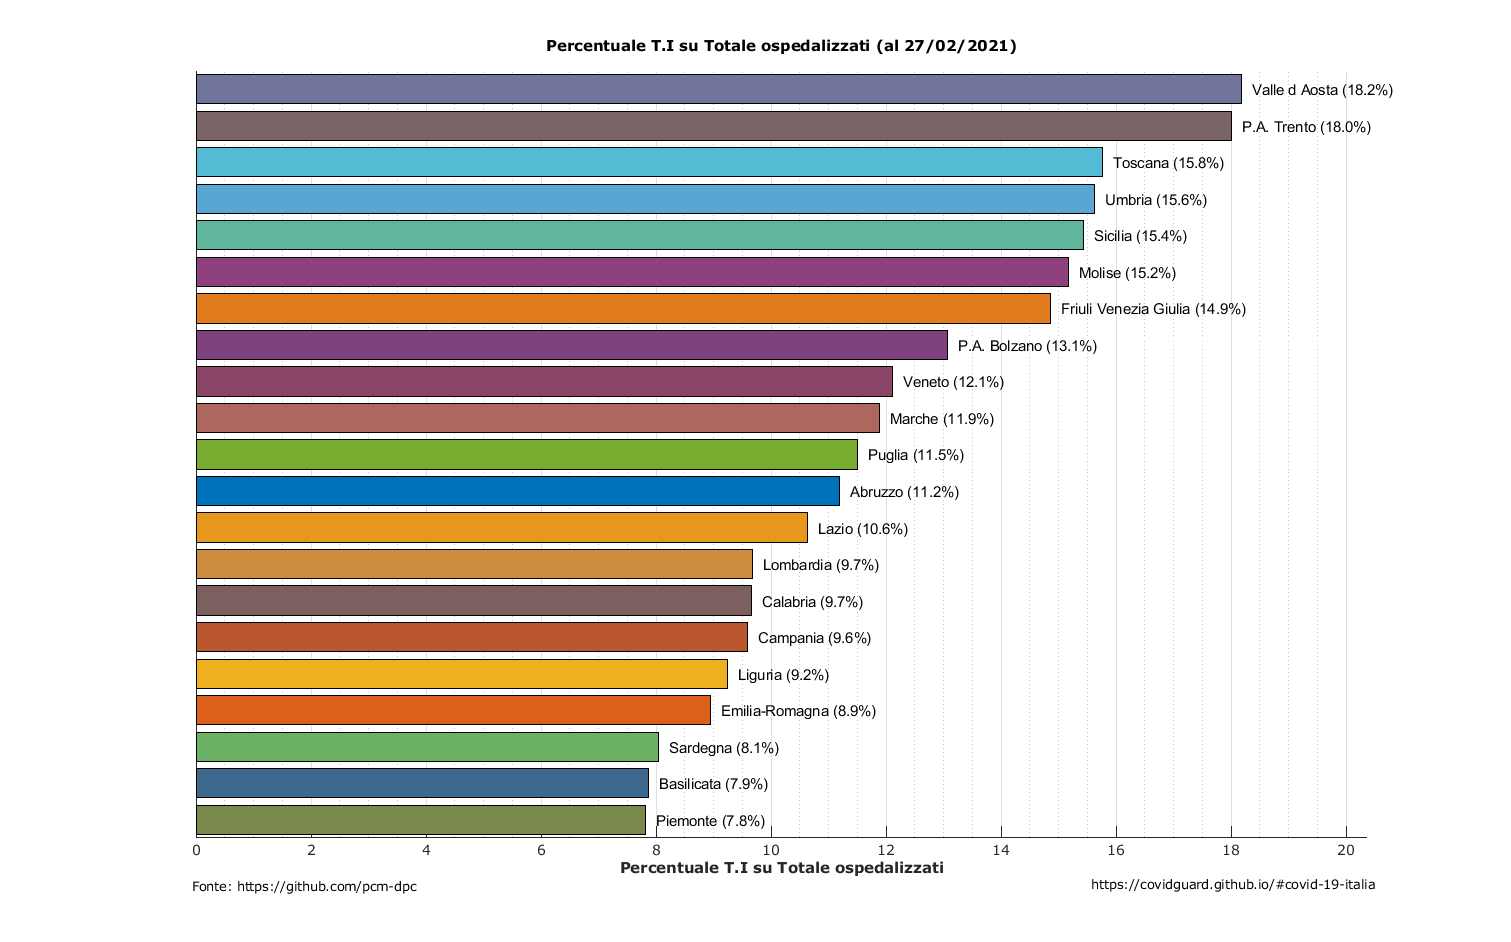 Percentuale T.I su Totale ospedalizzati (al 27/02/2021)
Valle d Aosta (18.2%)
P.A. Trento (18.0%)
Toscana (15.8%)
Umbria (15.6%)
Sicilia (15.4%)
Molise (15.2%)
Friuli Venezia Giulia (14.9%)
P.A. Bolzano (13.1%)
Veneto (12.1%)
Marche (11.9%)
Puglia (11.5%)
Abruzzo (11.2%)
Lazio (10.6%)
Lombardia (9.7%)
Calabria (9.7%)
Campania (9.6%)
Liguria (9.2%)
Emilia-Romagna (8.9%)
Sardegna (8.1%)
Basilicata (7.9%)
Piemonte (7.8%)
0 2 4 6 8 10 12 14 16 18 20
Percentuale T.I su Totale ospedalizzati
Fonte: https://github.com/pcm-dpc
https://covidguard.github.io/#covid-19-italia